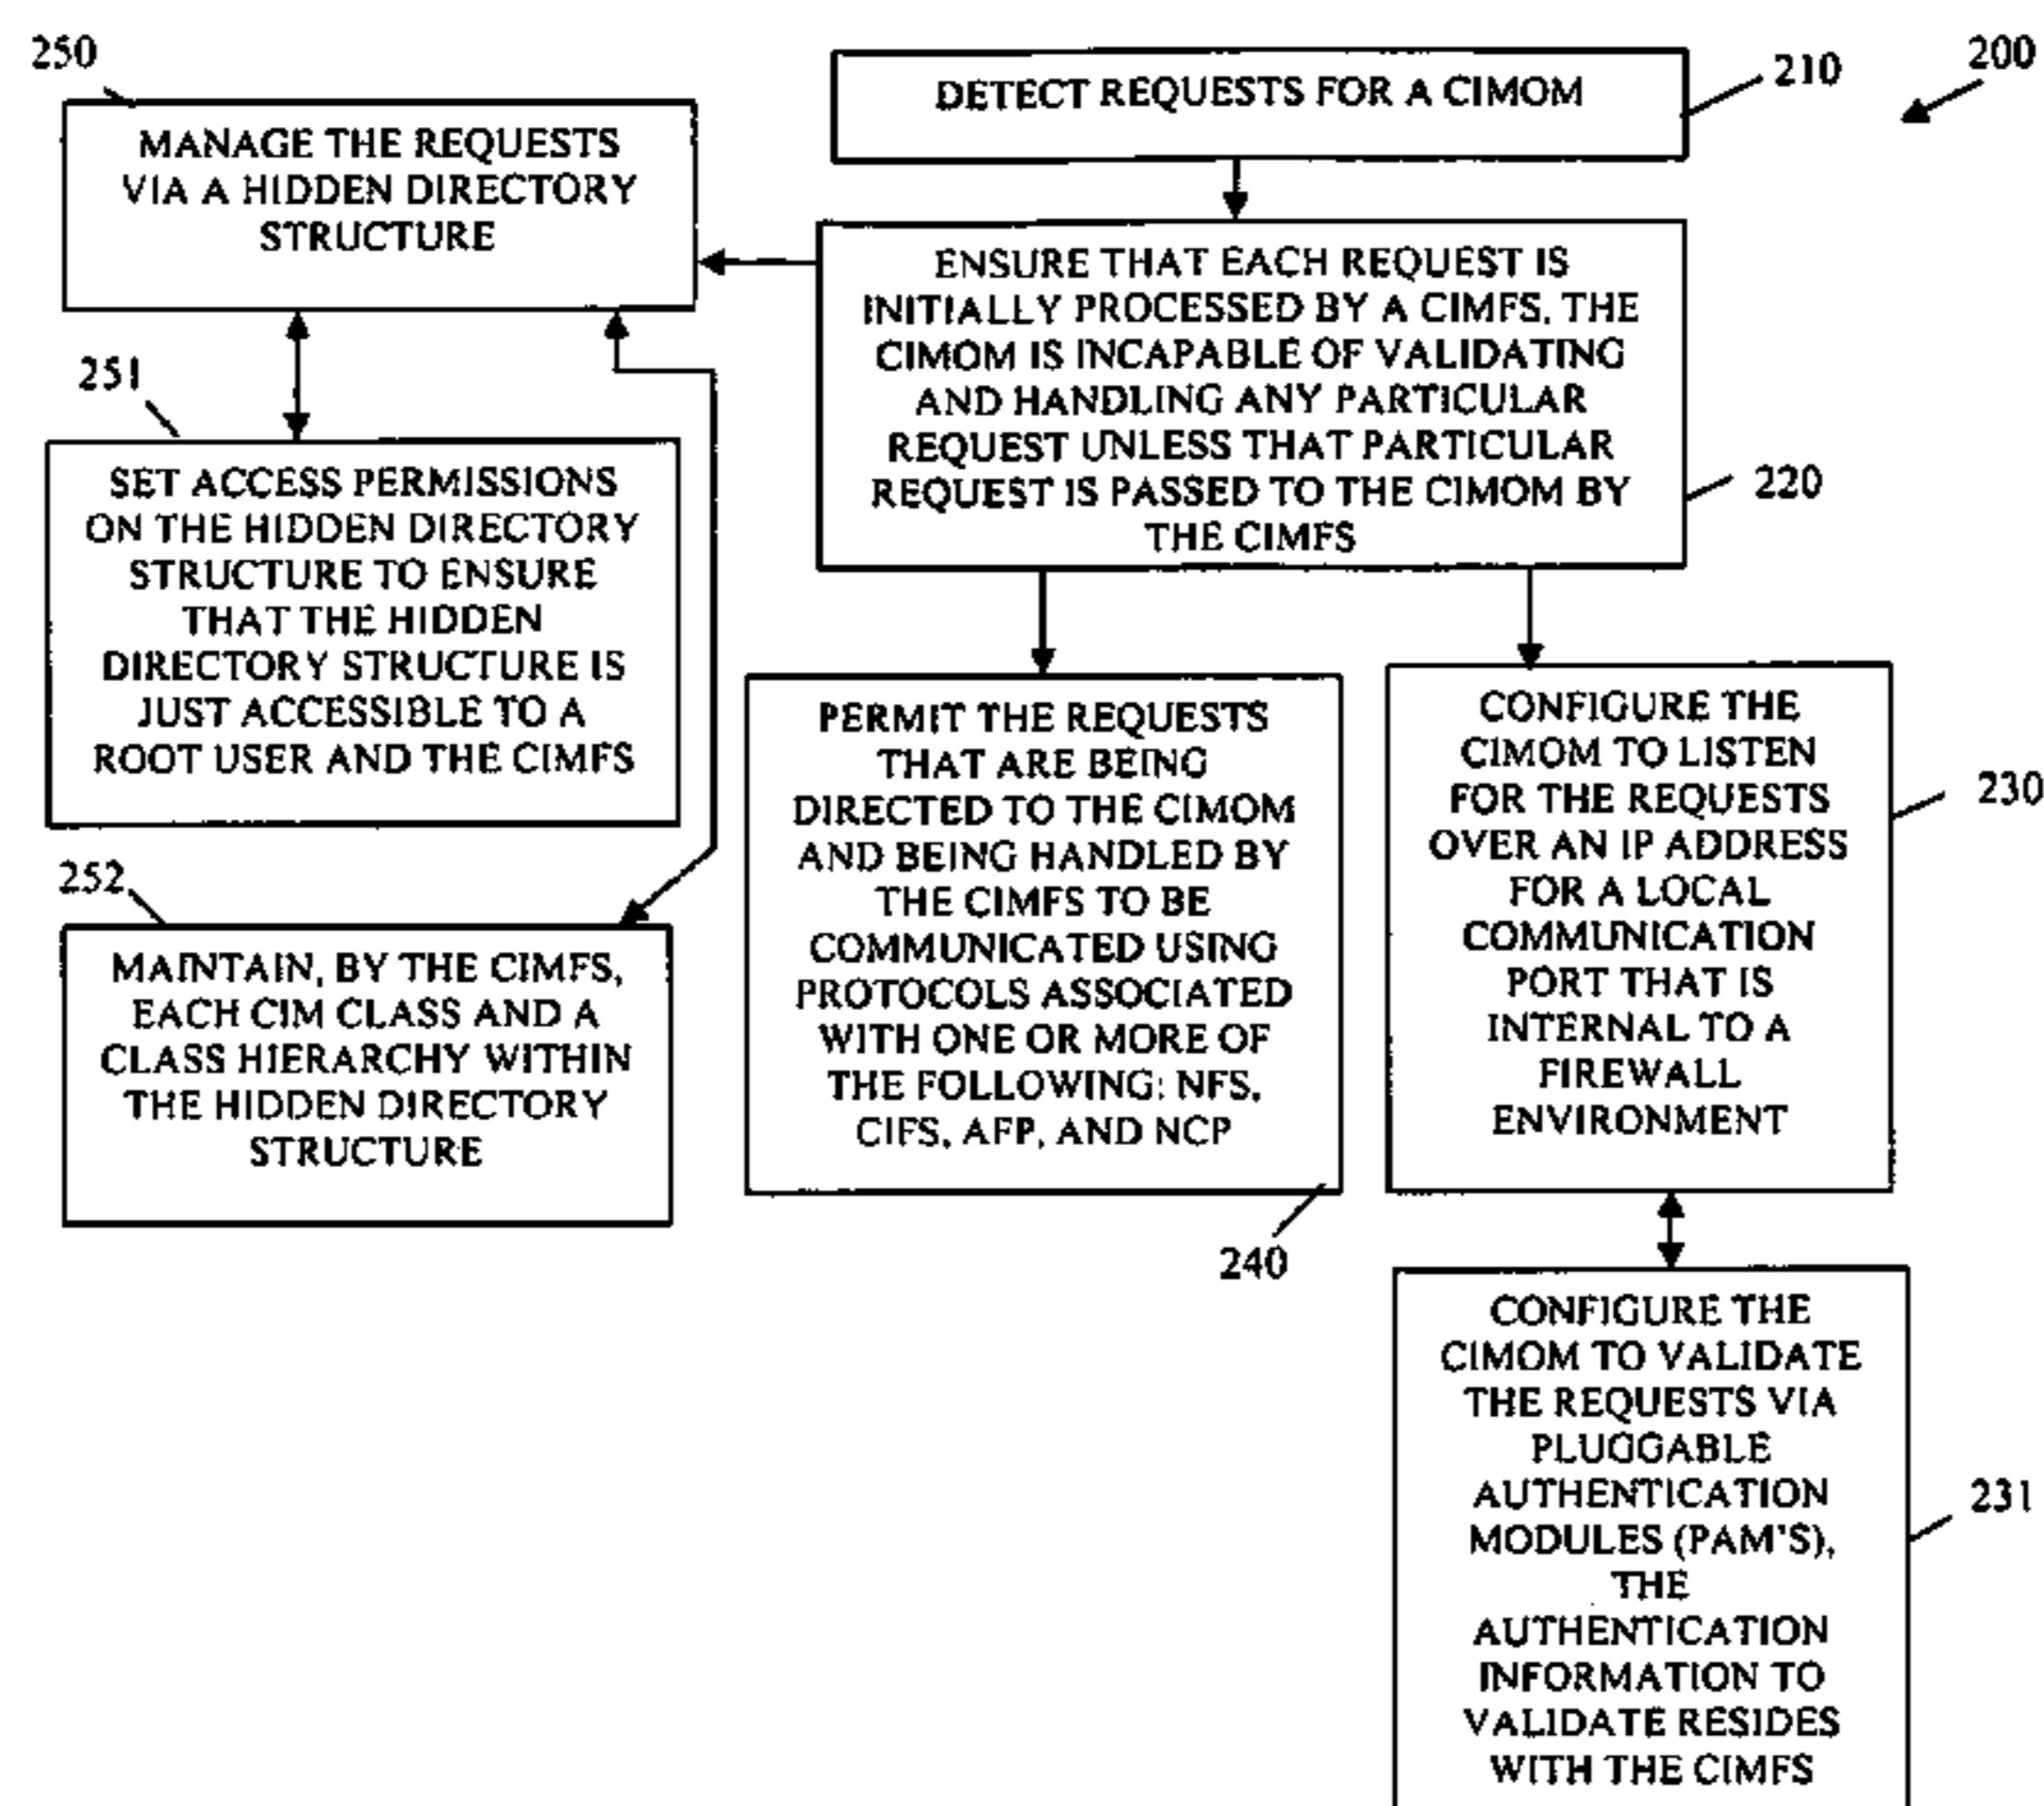 200
210
DETECT REQUESTS FOR A CIMOM
250
MANAGE THE REQUESTS
VIA A HIDDEN DIRECTORY
STRUCTURE
ENSURE THAT EACH REQUEST IS
INITIALLY PROCESSED BY A CIMFS, THE
CIMOM IS INCAPABLE OF VALIDATING
AND HANDLING ANY PARTICULAR
REQUEST UNLESS THAT PARTICULAR
REQUEST IS PASSED TO THE CIMOM BY
THE CIMFS
220
251
SET ACCESS PERMISSIONS
ON THE HIDDEN DIRECTORY
STRUCTURE TO ENSURE
THAT THE HIDDEN
DIRECTORY STRUCTURE IS
JUST ACCESSIBLE TO A
ROOT USER AND THE CIMFS
252
MAINTAIN, BY THE CIMFS,
EACH CIM CLASS AND A
CLASS HIERARCHY WITHIN
THE HIDDEN DIRECTORY
STRUCTURE
PERMIT THE REQUESTS
THAT ARE BEING
DIRECTED TO THE CIMOM
AND BEING HANDLED BY
THE CIMFS TO BE
COMMUNICATED USING
PROTOCOLS ASSOCIATED
WITH ONE OR MORE OF
THE FOLLOWING: NFS,
CIFS, AFP, AND NCP
240
CONFIGURE THE
CIMOM TO LISTEN
FOR THE REQUESTS
OVER AN IP ADDRESS
FOR A LOCAL
COMMUNICATION
PORT THAT IS
INTERNAL TO A
FIREWALL
ENVIRONMENT
230
CONFIGURE THE
CIMOM TO VALIDATE
THE REQUESTS VIA
PLUGGABLE
AUTHENTICATION
MODULES (PAM'S),
THE
AUTHENTICATION
INFORMATION TO
VALIDATE RESIDES
WITH THE CIMFS
231